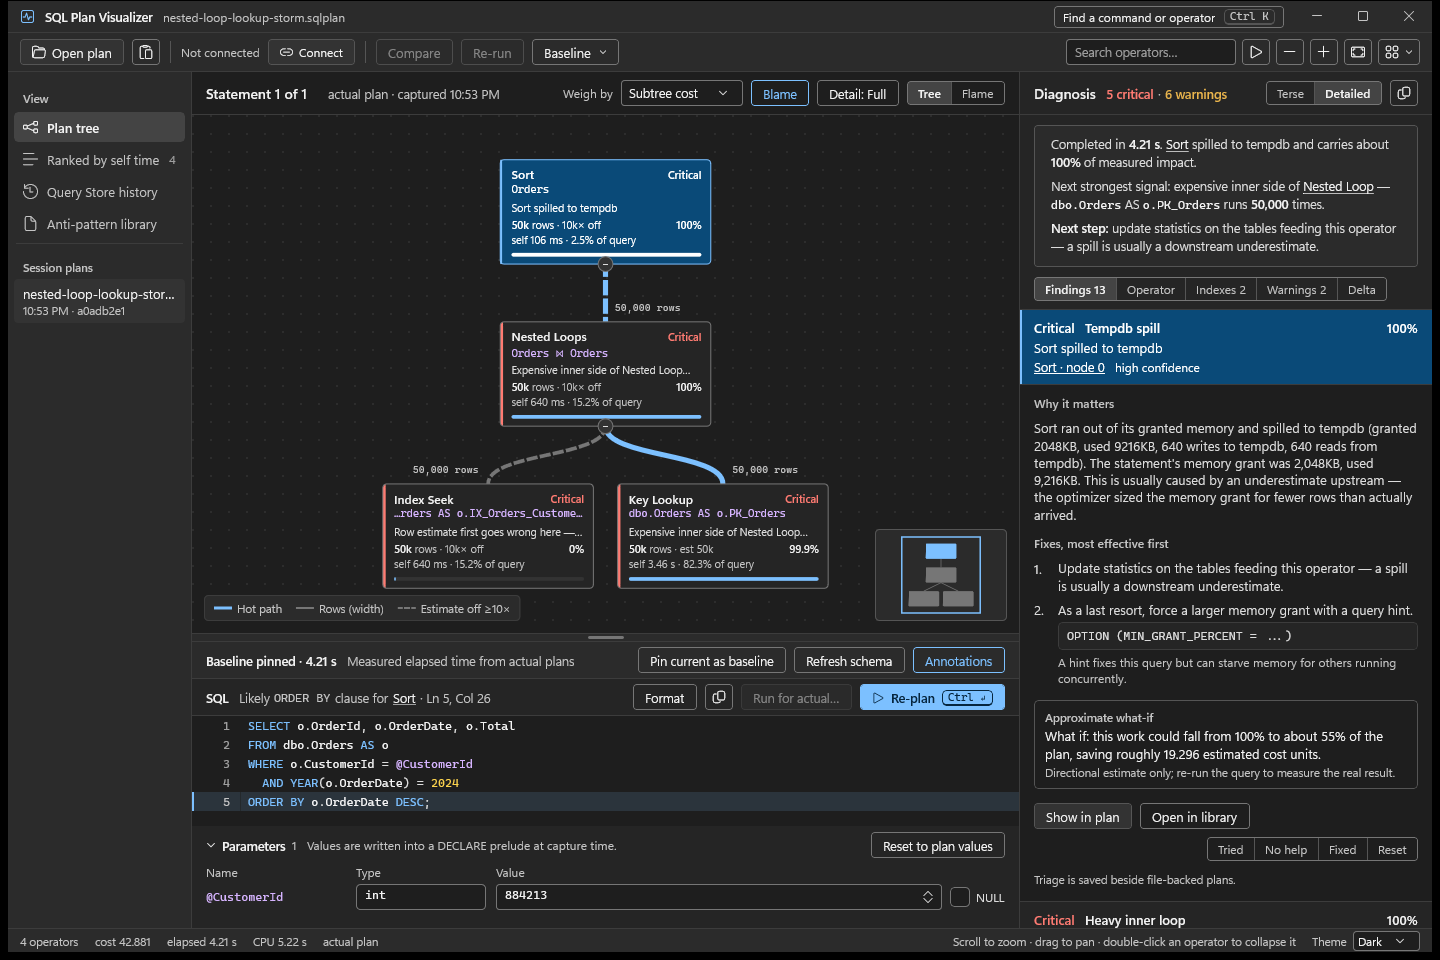 SQL Plan Visualizer
nested-loop-lookup-storm.sqlplan
Find a command or operator Ctrl K
Open plan
Not connected
Connect
Compare
Re-run
Baseline
Search operators...
View
Plan tree
Ranked by self time 4
Query Store history
Anti-pattern library
Session plans
nested-loop-lookup-stor...
10:53 PM · a0adb2e1
Statement 1 of 1
actual plan · captured 10:53 PM
Weigh by
Subtree cost
Blame
Detail: Full
Tree
Flame
Sort Critical
Orders
Sort spilled to tempdb
50k rows · 10k× off 100%
self 106 ms · 2.5% of query
50,000 rows
Nested Loops Critical
Orders ⋈ Orders
Expensive inner side of Nested Loop...
50k rows · 10k× off 100%
self 640 ms · 15.2% of query
50,000 rows
50,000 rows
Index Seek Critical
...rders AS o.IX_Orders_Custome...
Row estimate first goes wrong here —...
50k rows · 10k× off 0%
self 640 ms · 15.2% of query
Key Lookup Critical
dbo.Orders AS o.PK_Orders
Expensive inner side of Nested Loop...
50k rows · est 50k 99.9%
self 3.46 s · 82.3% of query
Hot path
Rows (width)
Estimate off ≥10×
Baseline pinned · 4.21 s
Measured elapsed time from actual plans
Pin current as baseline
Refresh schema
Annotations
SQL Likely ORDER BY clause for Sort · Ln 5, Col 26
Format
Run for actual...
Re-plan Ctrl ↲
1 SELECT o.OrderId, o.OrderDate, o.Total
2 FROM dbo.Orders AS o
3 WHERE o.CustomerId = @CustomerId
4 AND YEAR(o.OrderDate) = 2024
5 ORDER BY o.OrderDate DESC;
Parameters 1 Values are written into a DECLARE prelude at capture time.
Reset to plan values
Name Type Value
@CustomerId int 884213 NULL
Diagnosis 5 critical · 6 warnings
Terse
Detailed
Completed in 4.21 s. Sort spilled to tempdb and carries about
100% of measured impact.
Next strongest signal: expensive inner side of Nested Loop —
dbo.Orders AS o.PK_Orders runs 50,000 times.
Next step: update statistics on the tables feeding this operator
— a spill is usually a downstream underestimate.
Findings 13
Operator
Indexes 2
Warnings 2
Delta
Critical Tempdb spill 100%
Sort spilled to tempdb
Sort · node 0 high confidence
Why it matters
Sort ran out of its granted memory and spilled to tempdb (granted
2048KB, used 9216KB, 640 writes to tempdb, 640 reads from
tempdb). The statement's memory grant was 2,048KB, used
9,216KB. This is usually caused by an underestimate upstream —
the optimizer sized the memory grant for fewer rows than actually
arrived.
Fixes, most effective first
1. Update statistics on the tables feeding this operator — a spill
is usually a downstream underestimate.
2. As a last resort, force a larger memory grant with a query hint.
OPTION (MIN_GRANT_PERCENT = ...)
A hint fixes this query but can starve memory for others running
concurrently.
Approximate what-if
What if: this work could fall from 100% to about 55% of the
plan, saving roughly 19.296 estimated cost units.
Directional estimate only; re-run the query to measure the real result.
Show in plan
Open in library
Tried
No help
Fixed
Reset
Triage is saved beside file-backed plans.
Critical Heavy inner loop 100%
4 operators cost 42.881 elapsed 4.21 s CPU 5.22 s actual plan
Scroll to zoom · drag to pan · double-click an operator to collapse it
Theme Dark